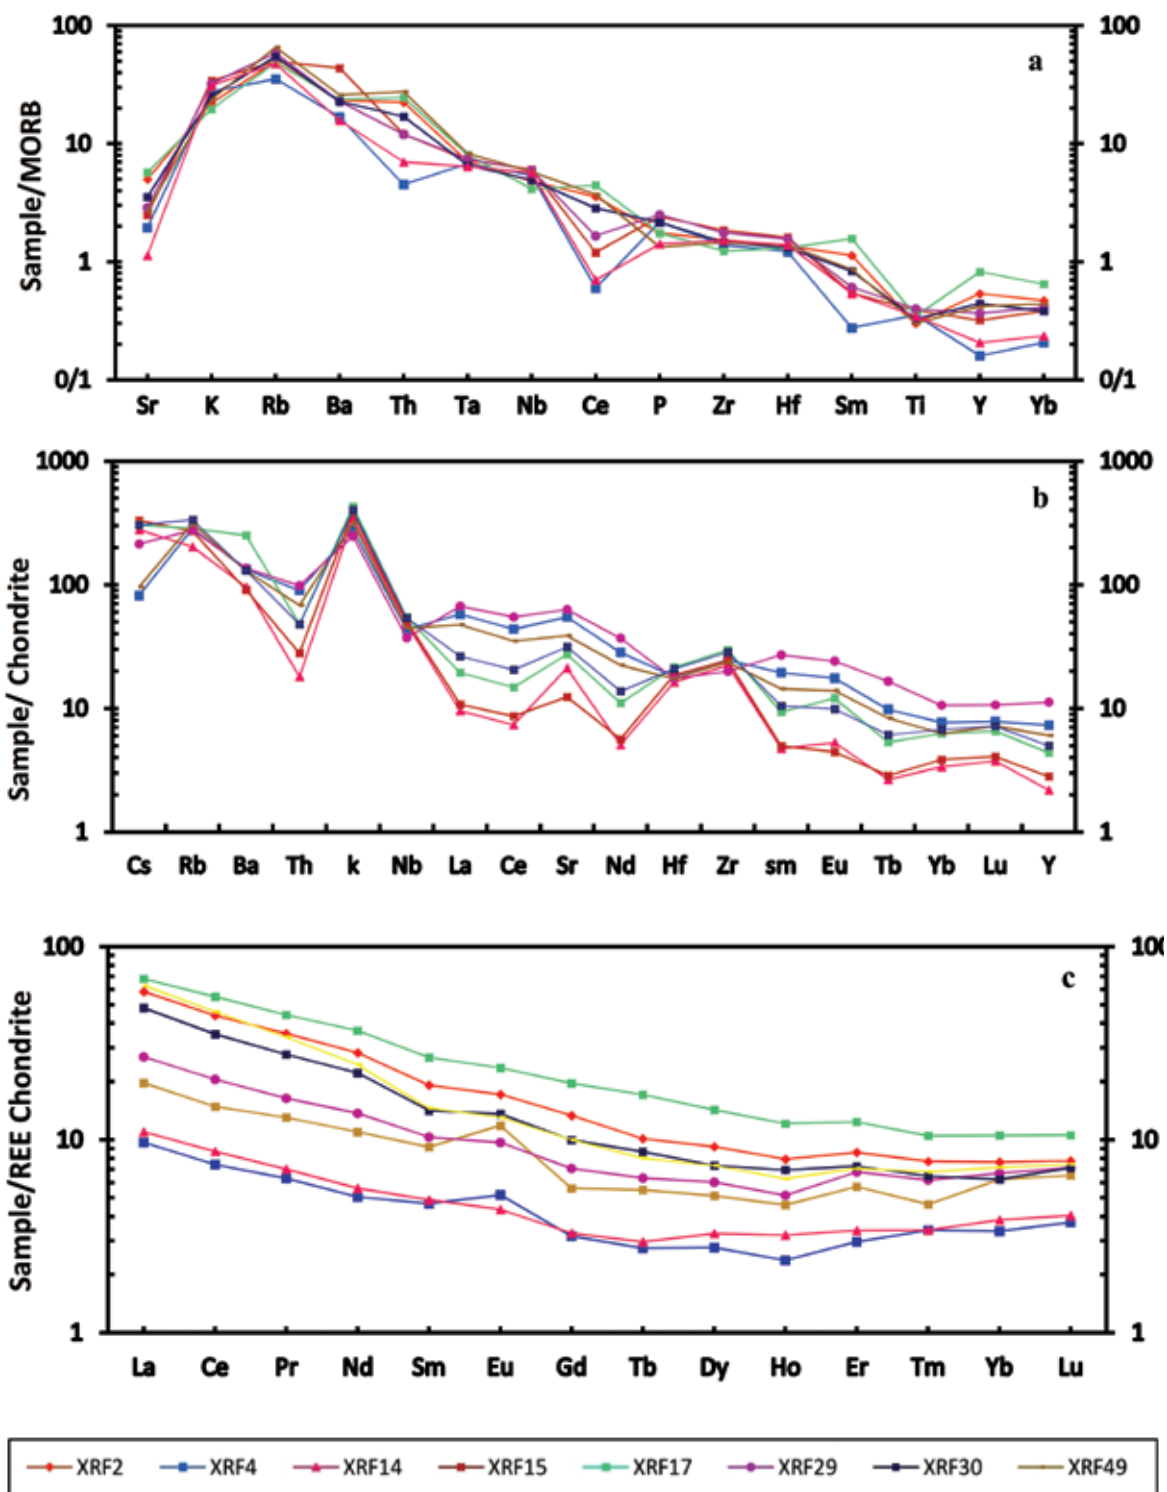 100 100
a
10 10
Sample/MORB
1 1
0/1 0/1
Sr K Rb Ba Th Ta Nb Ce P Zr Hf Sm Ti Y Yb
1000 1000
b
100 100
Sample/ Chondrite
10 10
1 1
Cs Rb Ba Th k Nb La Ce Sr Nd Hf Zr sm Eu Tb Yb Lu Y
100 100
c
Sample/REE Chondrite
10 10
1 1
La Ce Pr Nd Sm Eu Gd Tb Dy Ho Er Tm Yb Lu
XRF2 XRF4 XRF14 XRF15 XRF17 XRF29 XRF30 XRF49